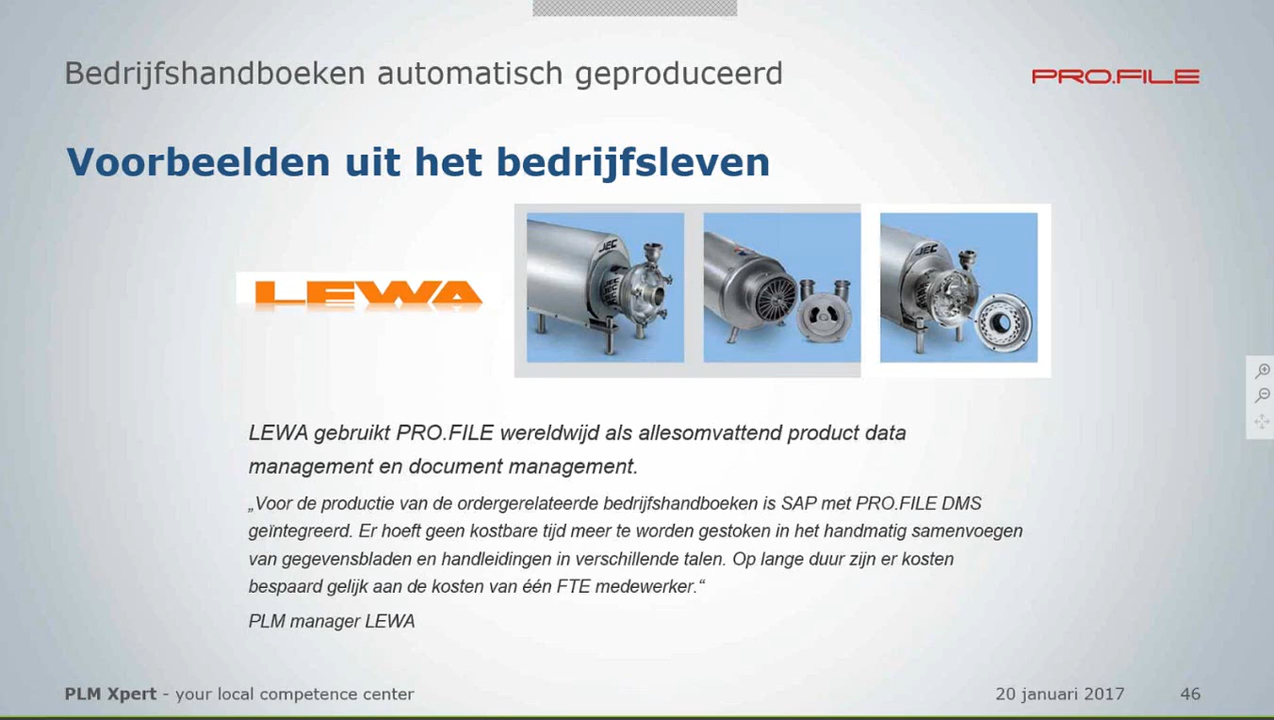 Bedrijfshandboeken automatisch geproduceerd
PRO.FILE
Voorbeelden uit het bedrijfsleven
LEWA
JEC
JEC
LEWA gebruikt PRO.FILE wereldwijd als allesomvattend product data
management en document management.
„Voor de productie van de ordergerelateerde bedrijfshandboeken is SAP met PRO.FILE DMS
geïntegreerd. Er hoeft geen kostbare tijd meer te worden gestoken in het handmatig samenvoegen
van gegevensbladen en handleidingen in verschillende talen. Op lange duur zijn er kosten
bespaard gelijk aan de kosten van één FTE medewerker.“
PLM manager LEWA
PLM Xpert - your local competence center
20 januari 2017
46